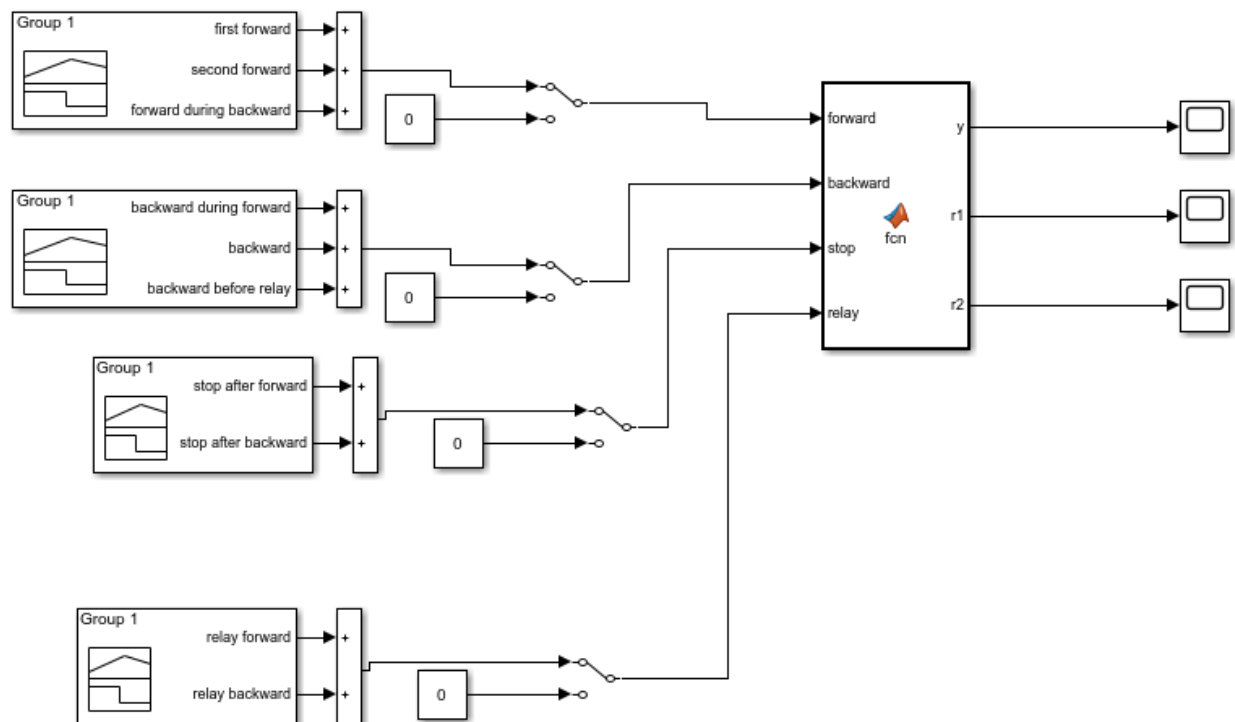 Group 1
first forward
+
second forward
+
forward during backward
+
0
forward
y
Group 1
backward during forward
+
backward
+
backward before relay
+
0
backward
r1
fcn
stop
Group 1
stop after forward
+
stop after backward
+
0
relay
r2
Group 1
relay forward
+
relay backward
+
0